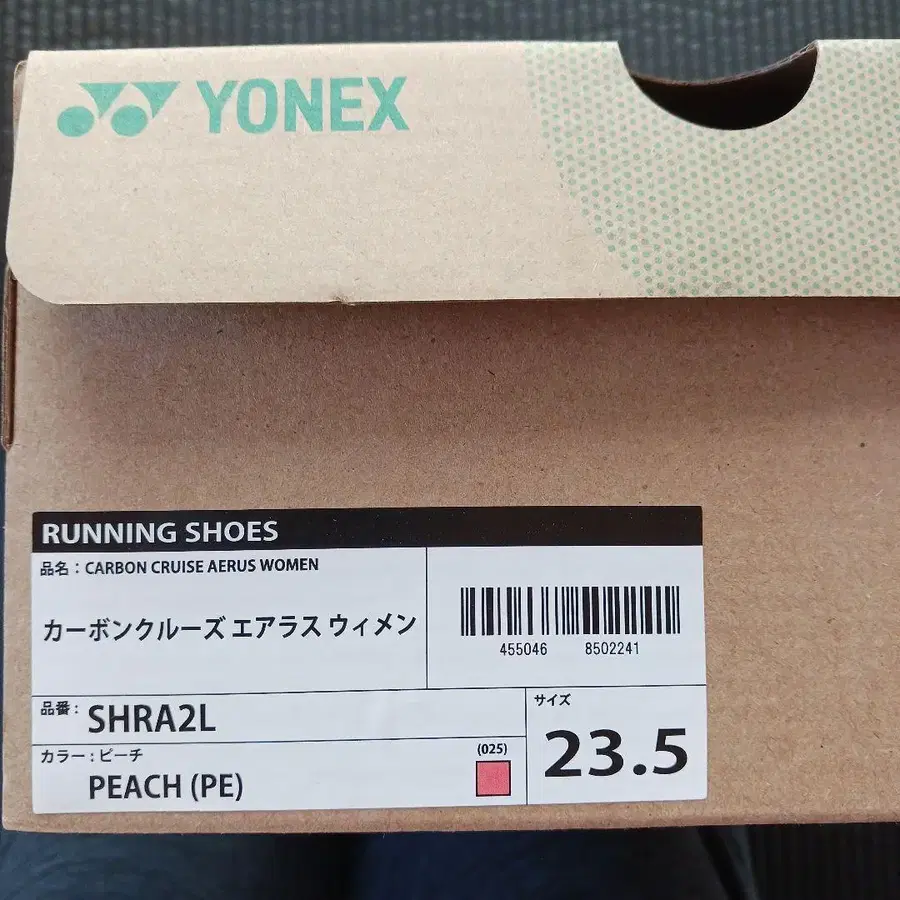 YONEX
RUNNING SHOES
品名：CARBON CRUISE AERUS WOMEN
カーボンクルーズ エアラス ウィメン
455046 8502241
品番： SHRA2L
サイズ
23.5
カラー：ピーチ
(025)
PEACH (PE)